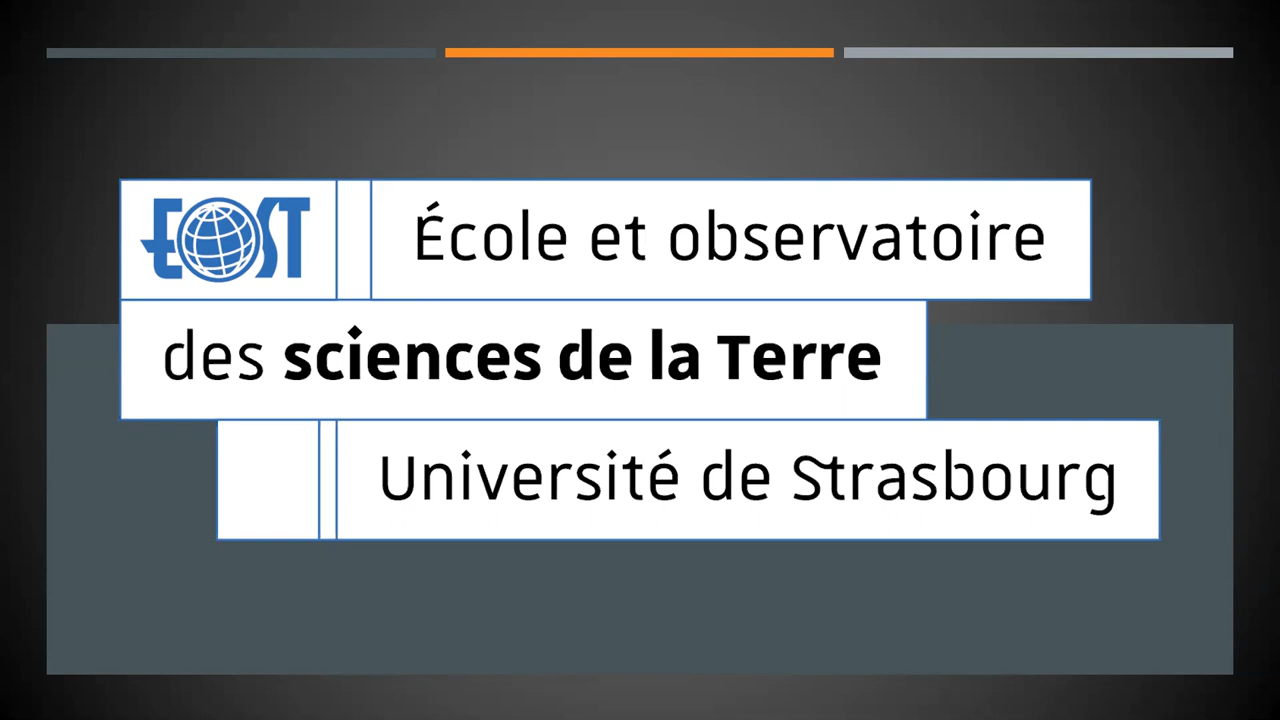 EOST École et observatoire
des sciences de la Terre
Université de Strasbourg